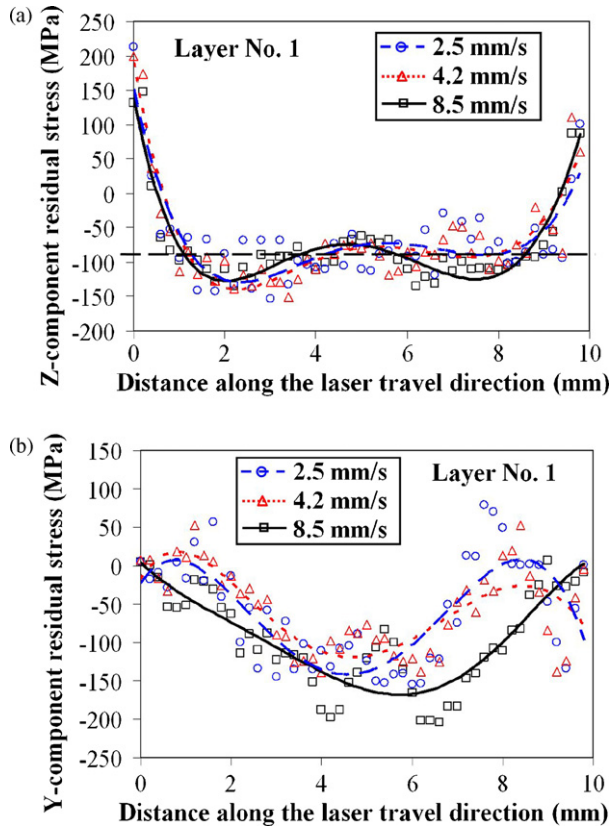 (a)
Z-component residual stress (MPa)
250
200
150
100
50
0
-50
-100
-150
-200
Layer No. 1
2.5 mm/s
4.2 mm/s
8.5 mm/s
0 2 4 6 8 10
Distance along the laser travel direction (mm)
(b)
Y-component residual stress (MPa)
150
100
50
0
-50
-100
-150
-200
-250
2.5 mm/s
4.2 mm/s
8.5 mm/s
Layer No. 1
0 2 4 6 8 10
Distance along the laser travel direction (mm)